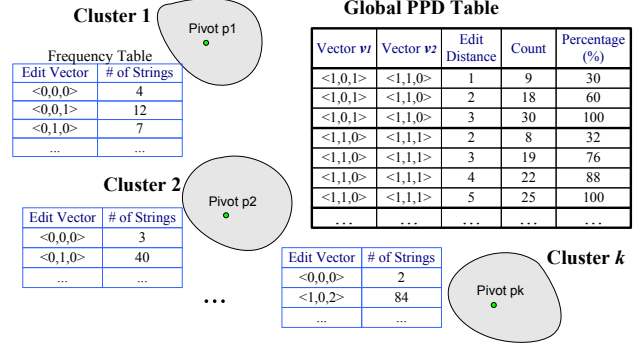 Cluster 1
Pivot p1
Frequency Table
Edit Vector # of Strings
<0,0,0> 4
<0,0,1> 12
<0,1,0> 7
... ...
Global PPD Table
Vector v1 Vector v2 Edit Distance Count Percentage (%)
<1,0,1> <1,1,0> 1 9 30
<1,0,1> <1,1,0> 2 18 60
<1,0,1> <1,1,0> 3 30 100
<1,1,0> <1,1,1> 2 8 32
<1,1,0> <1,1,1> 3 19 76
<1,1,0> <1,1,1> 4 22 88
<1,1,0> <1,1,1> 5 25 100
... ... ... ... ...
Cluster 2
Pivot p2
Edit Vector # of Strings
<0,0,0> 3
<0,1,0> 40
... ...
...
Edit Vector # of Strings
<0,0,0> 2
<1,0,2> 84
... ...
Cluster k
Pivot pk